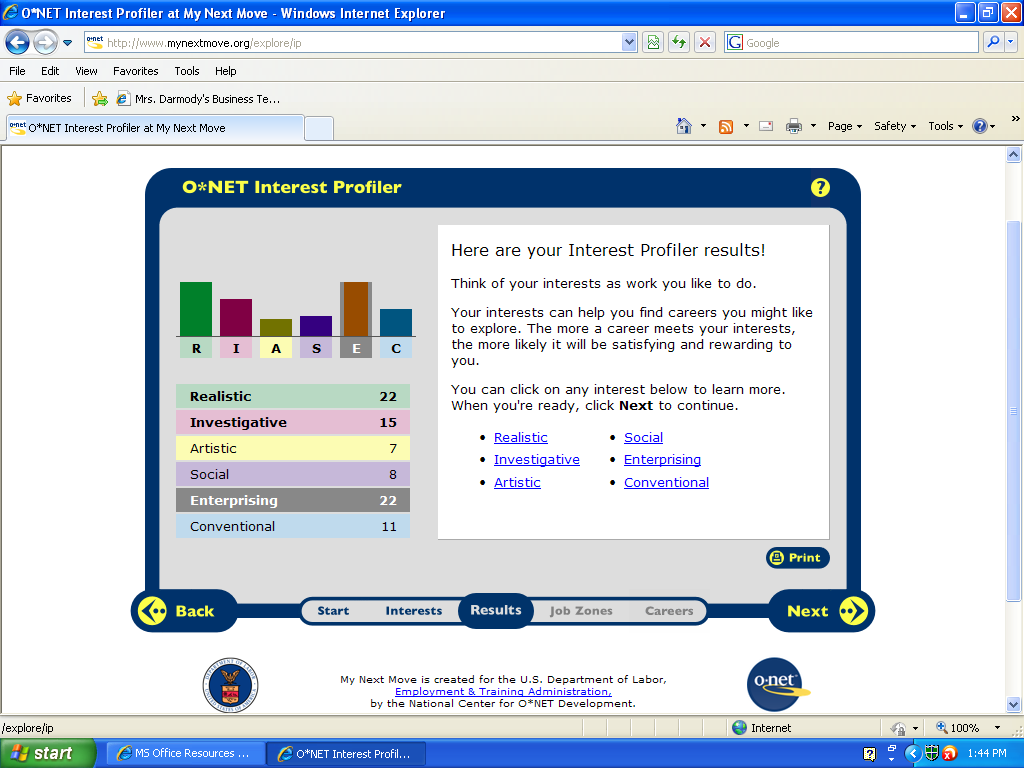 O*NET Interest Profiler at My Next Move - Windows Internet Explorer
o·net http://www.mynextmove.org/explore/ip
G Google
File Edit View Favorites Tools Help
Favorites Mrs. Darmody's Business Te...
o·net O*NET Interest Profiler at My Next Move
Page Safety Tools ? »
O*NET Interest Profiler ?
R I A S E C
Realistic 22
Investigative 15
Artistic 7
Social 8
Enterprising 22
Conventional 11
Here are your Interest Profiler results!
Think of your interests as work you like to do.
Your interests can help you find careers you might like
to explore. The more a career meets your interests,
the more likely it will be satisfying and rewarding to
you.
You can click on any interest below to learn more.
When you're ready, click Next to continue.
• Realistic • Social
• Investigative • Enterprising
• Artistic • Conventional
Print
Back Start Interests Results Job Zones Careers Next
My Next Move is created for the U.S. Department of Labor,
Employment & Training Administration,
by the National Center for O*NET Development.
o·net
/explore/ip Internet 100%
start MS Office Resources ... O*NET Interest Profil... ? 1:44 PM